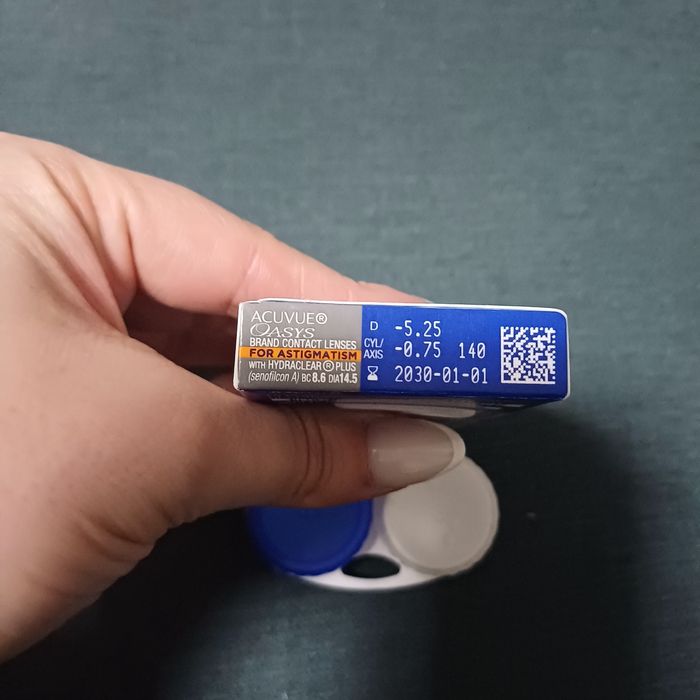 ACUVUE®
OASYS
BRAND CONTACT LENSES
FOR ASTIGMATISM
WITH HYDRACLEAR® PLUS
(senofilcon A) BC 8.6 DIA 14.5
D -5.25
CYL/
AXIS -0.75 140
2030-01-01